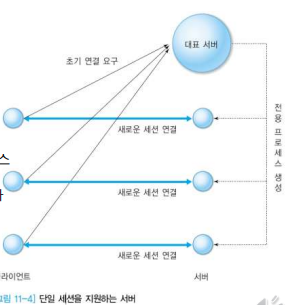 대표 서버
초기 연결 요구
새로운 세션 연결
스
새로운 세션 연결
새로운 세션 연결
전용 프로세스 생성
라이언트
서버
그림 11-4] 단일 세션을 지원하는 서버